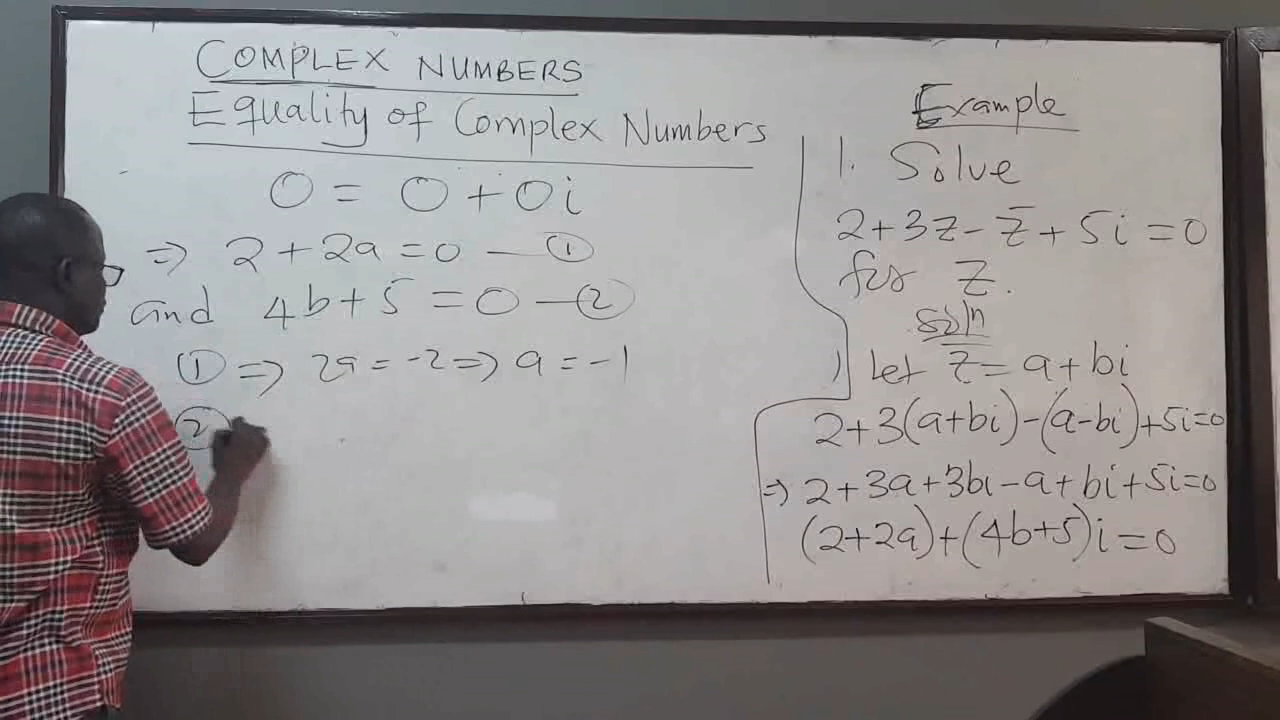 COMPLEX NUMBERS
Equality of Complex Numbers
0 = 0 + 0i
⇒ 2 + 2a = 0 — ①
and 4b + 5 = 0 — ②
① ⇒ 2a = -2 ⇒ a = -1
②
Example
1. Solve
2 + 3z - z̄ + 5i = 0
for z.
soln
) Let z = a + bi
2 + 3(a+bi) - (a-bi) + 5i = 0
⇒ 2 + 3a + 3bi - a + bi + 5i = 0
(2+2a) + (4b+5)i = 0